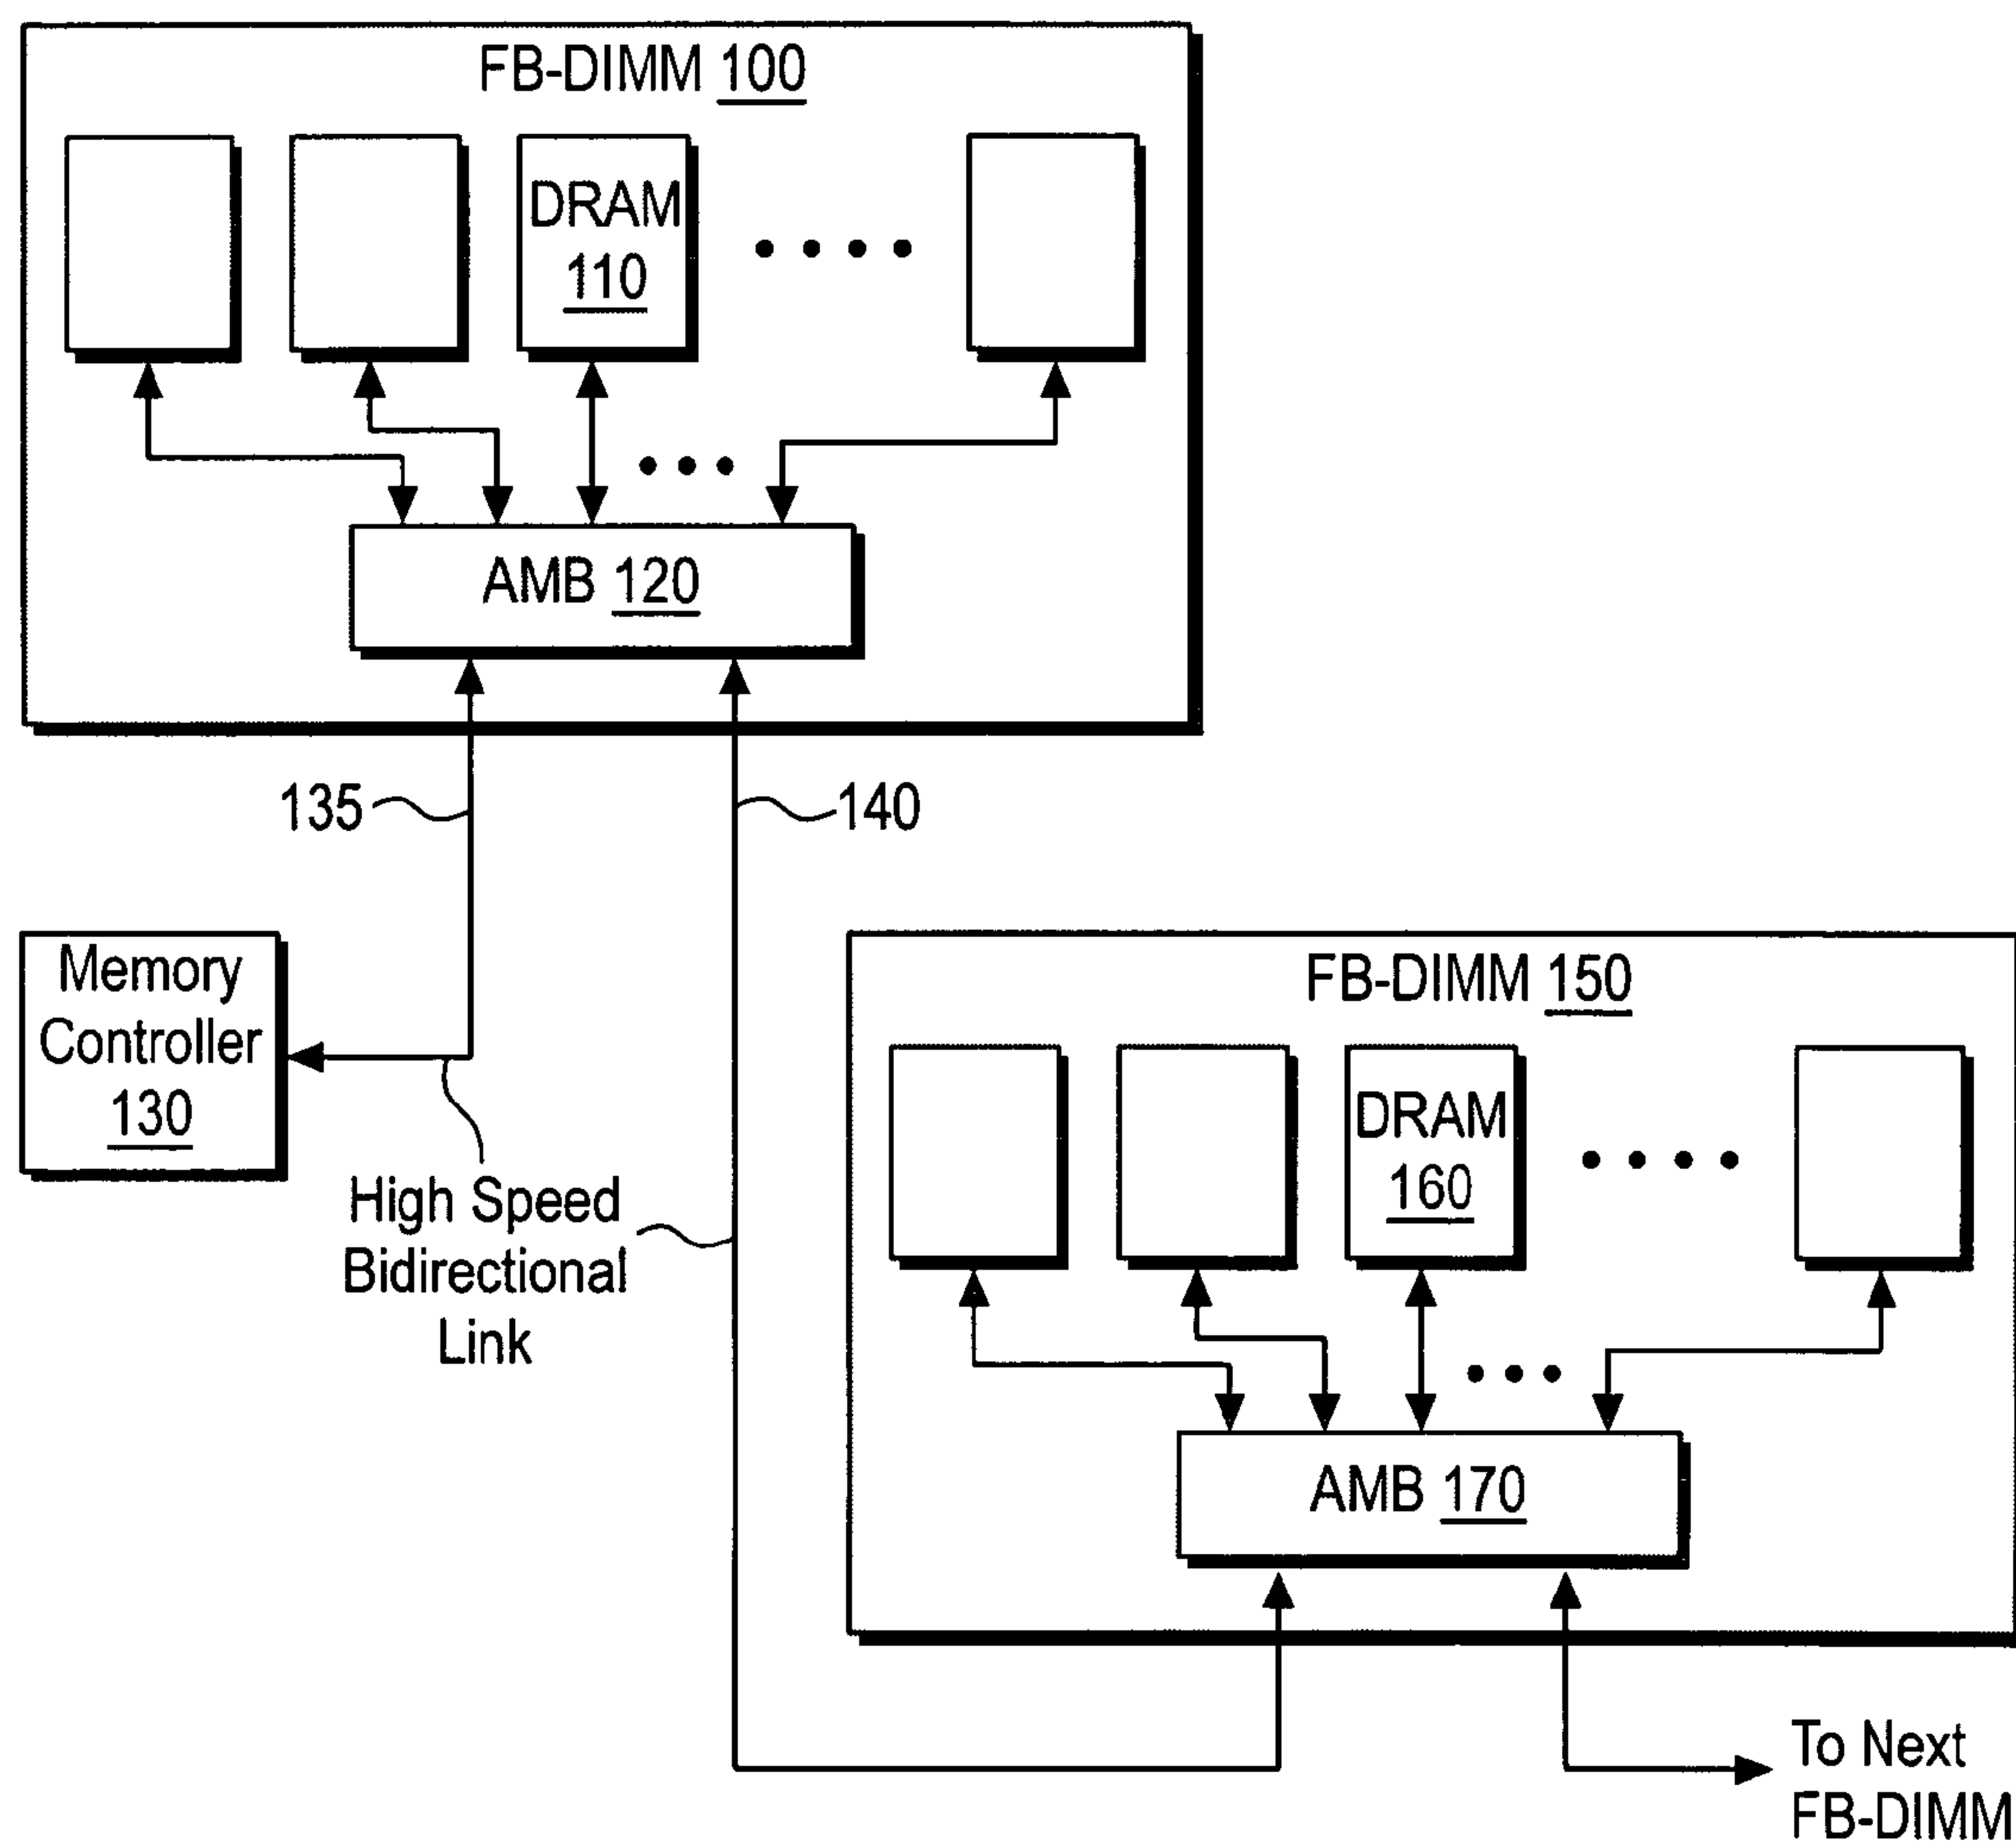 FB-DIMM 100
DRAM
110
AMB 120
135
140
Memory
Controller
130
High Speed
Bidirectional
Link
FB-DIMM 150
DRAM
160
AMB 170
To Next
FB-DIMM